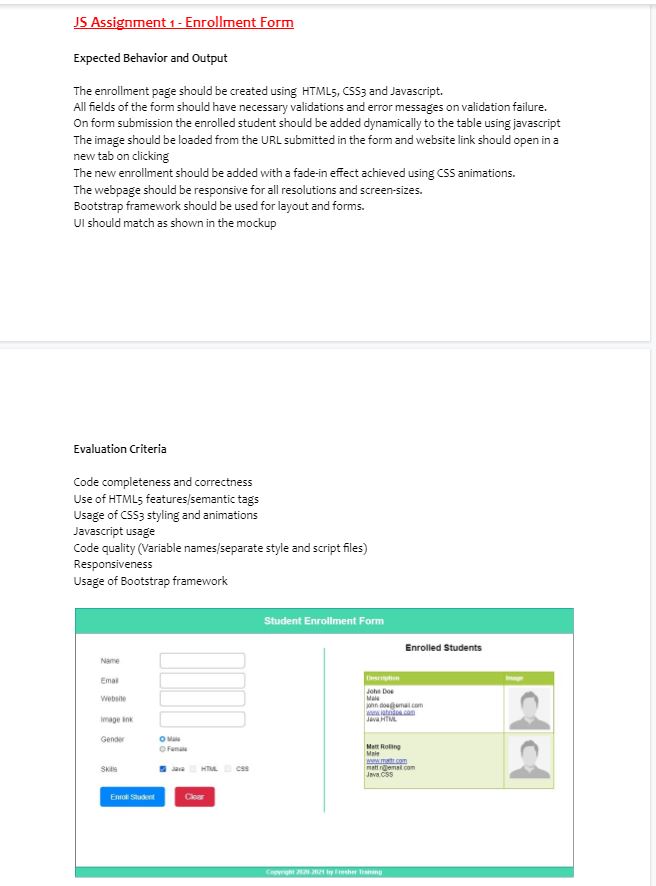 JS Assignment 1 - Enrollment Form
Expected Behavior and Output
The enrollment page should be created using HTML5, CSS3 and Javascript.
All fields of the form should have necessary validations and error messages on validation failure.
On form submission the enrolled student should be added dynamically to the table using javascript
The image should be loaded from the URL submitted in the form and website link should open in a
new tab on clicking
The new enrollment should be added with a fade-in effect achieved using CSS animations.
The webpage should be responsive for all resolutions and screen-sizes.
Bootstrap framework should be used for layout and forms.
UI should match as shown in the mockup
Evaluation Criteria
Code completeness and correctness
Use of HTML5 features/semantic tags
Usage of CSS3 styling and animations
Javascript usage
Code quality (Variable names/separate style and script files)
Responsiveness
Usage of Bootstrap framework
Student Enrollment Form
Name
Email
Website
Image link
Gender
Male
Female
Skills
Java HTML CSS
Enroll Student Clear
Enrolled Students
Description Image
John Doe
Male
john.doe@email.com
www.johndoe.com
Java,HTML
Matt Rolling
Male
www.mattr.com
matt.r@email.com
Java,CSS
Copyright 2020-2021 by Fresher Training